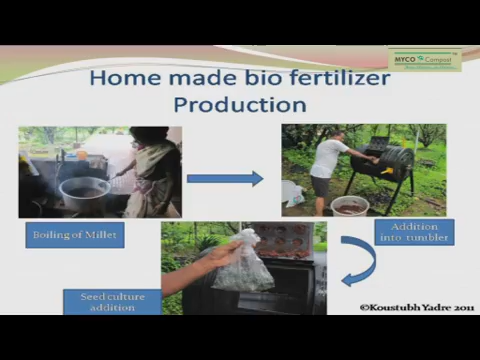 MYCO Compost
Home made bio fertilizer
Production
Boiling of Millet
Addition
into tumbler
Seed culture
addition
©Koustubh Yadre 2011